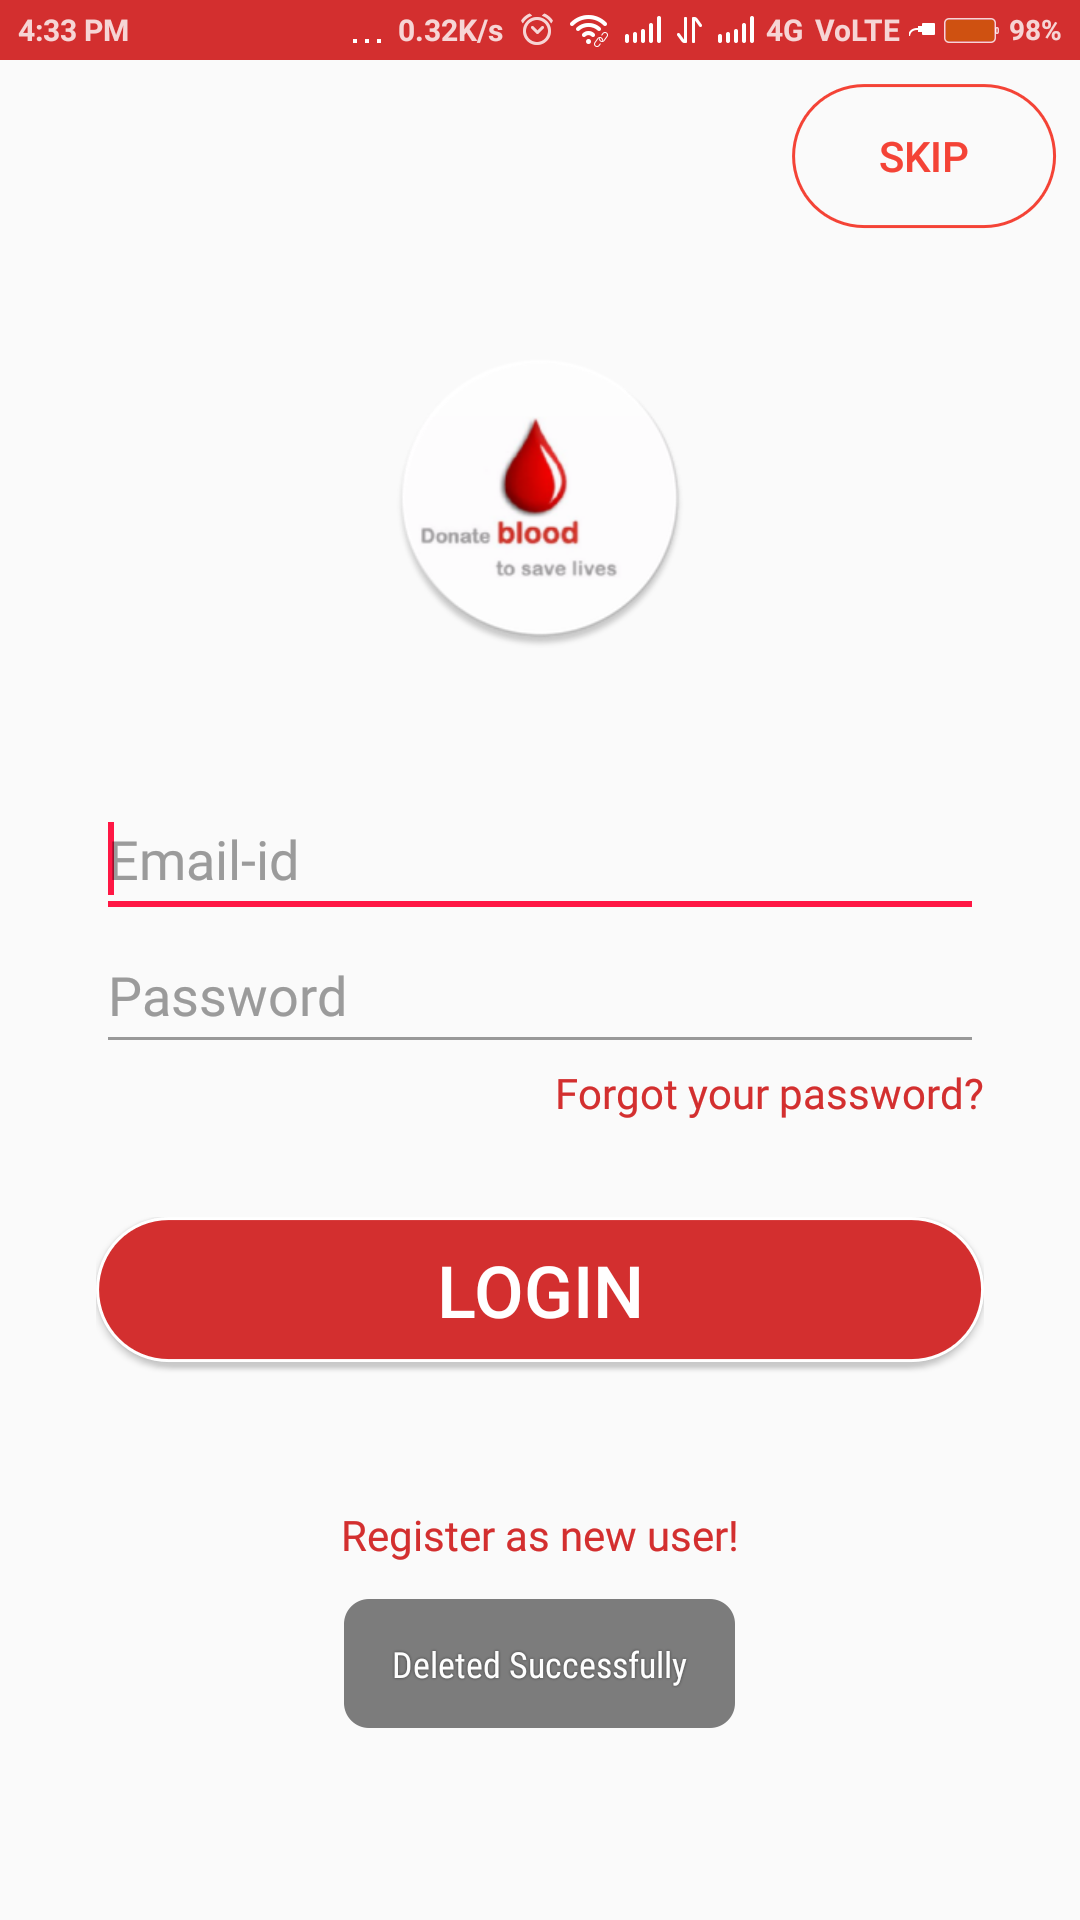 4:33 PM ... 0.32K/s 4G VoLTE 98%
SKIP
Donate blood
to save lives
Email-id
Password
Forgot your password?
LOGIN
Register as new user!
Deleted Successfully